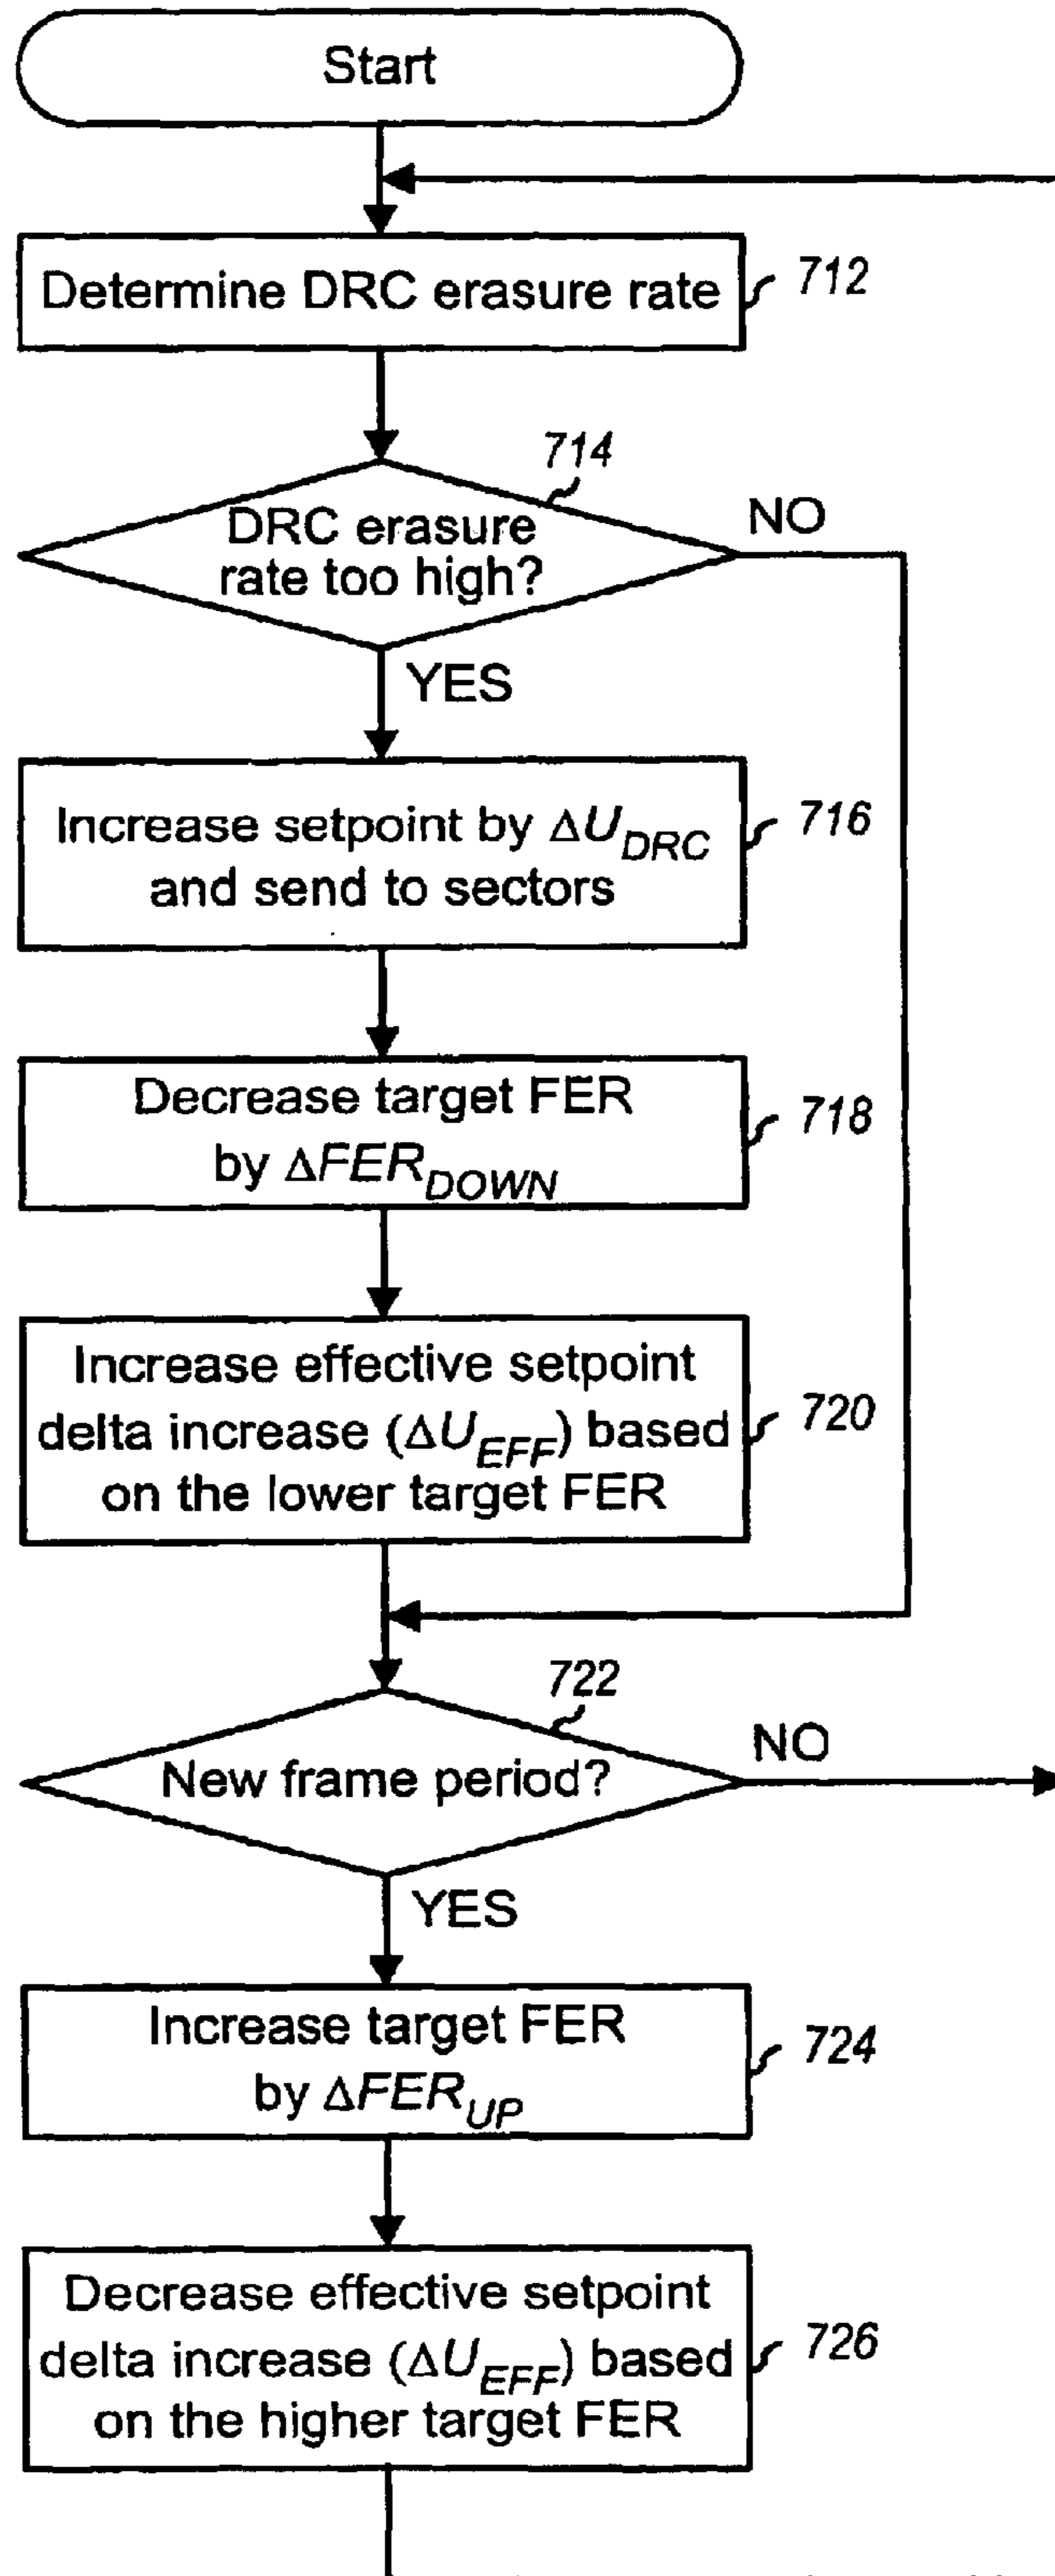 Start
Determine DRC erasure rate
712
714
DRC erasure
rate too high?
NO
YES
Increase setpoint by ΔU_DRC
and send to sectors
716
Decrease target FER
by ΔFER_DOWN
718
Increase effective setpoint
delta increase (ΔU_EFF) based
on the lower target FER
720
722
New frame period?
NO
YES
Increase target FER
by ΔFER_UP
724
Decrease effective setpoint
delta increase (ΔU_EFF) based
on the higher target FER
726